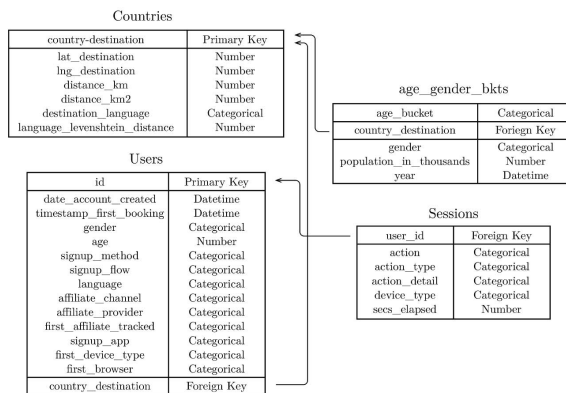 Countries
country-destination Primary Key
lat_destination Number
lng_destination Number
distance_km Number
distance_km2 Number
destination_language Categorical
language_levenshtein_distance Number
age_gender_bkts
age_bucket Categorical
country_destination Foriegn Key
gender Categorical
population_in_thousands Number
year Datetime
Users
id Primary Key
date_account_created Datetime
timestamp_first_booking Datetime
gender Categorical
age Number
signup_method Categorical
signup_flow Categorical
language Categorical
affiliate_channel Categorical
affiliate_provider Categorical
first_affiliate_tracked Categorical
signup_app Categorical
first_device_type Categorical
first_browser Categorical
country_destination Foreign Key
Sessions
user_id Foreign Key
action Categorical
action_type Categorical
action_detail Categorical
device_type Categorical
secs_elapsed Number